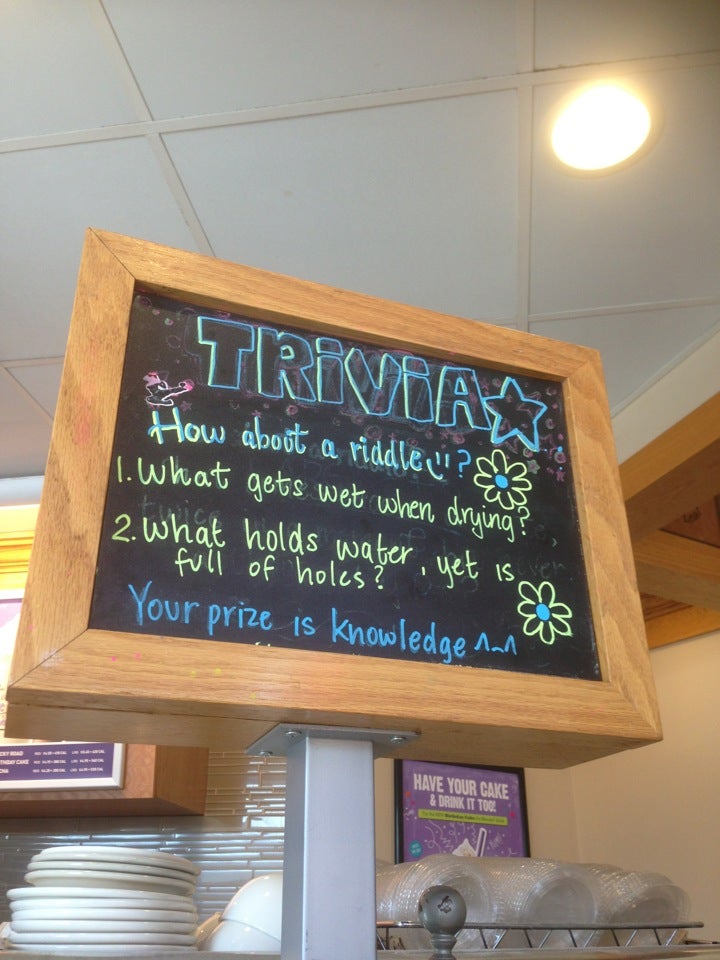 TRiViA
How about a riddle ?
1. What gets wet when drying?
2. What holds water, yet is
full of holes?
Your prize is knowledge ^~^
HAVE YOUR CAKE
& DRINK IT TOO!